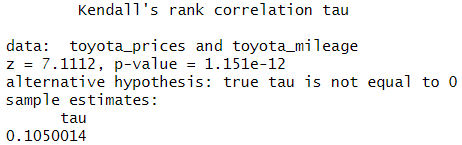 Kendall's rank correlation tau
data:  toyota_prices and toyota_mileage
z = 7.1112, p-value = 1.151e-12
alternative hypothesis: true tau is not equal to 0
sample estimates:
tau
0.1050014